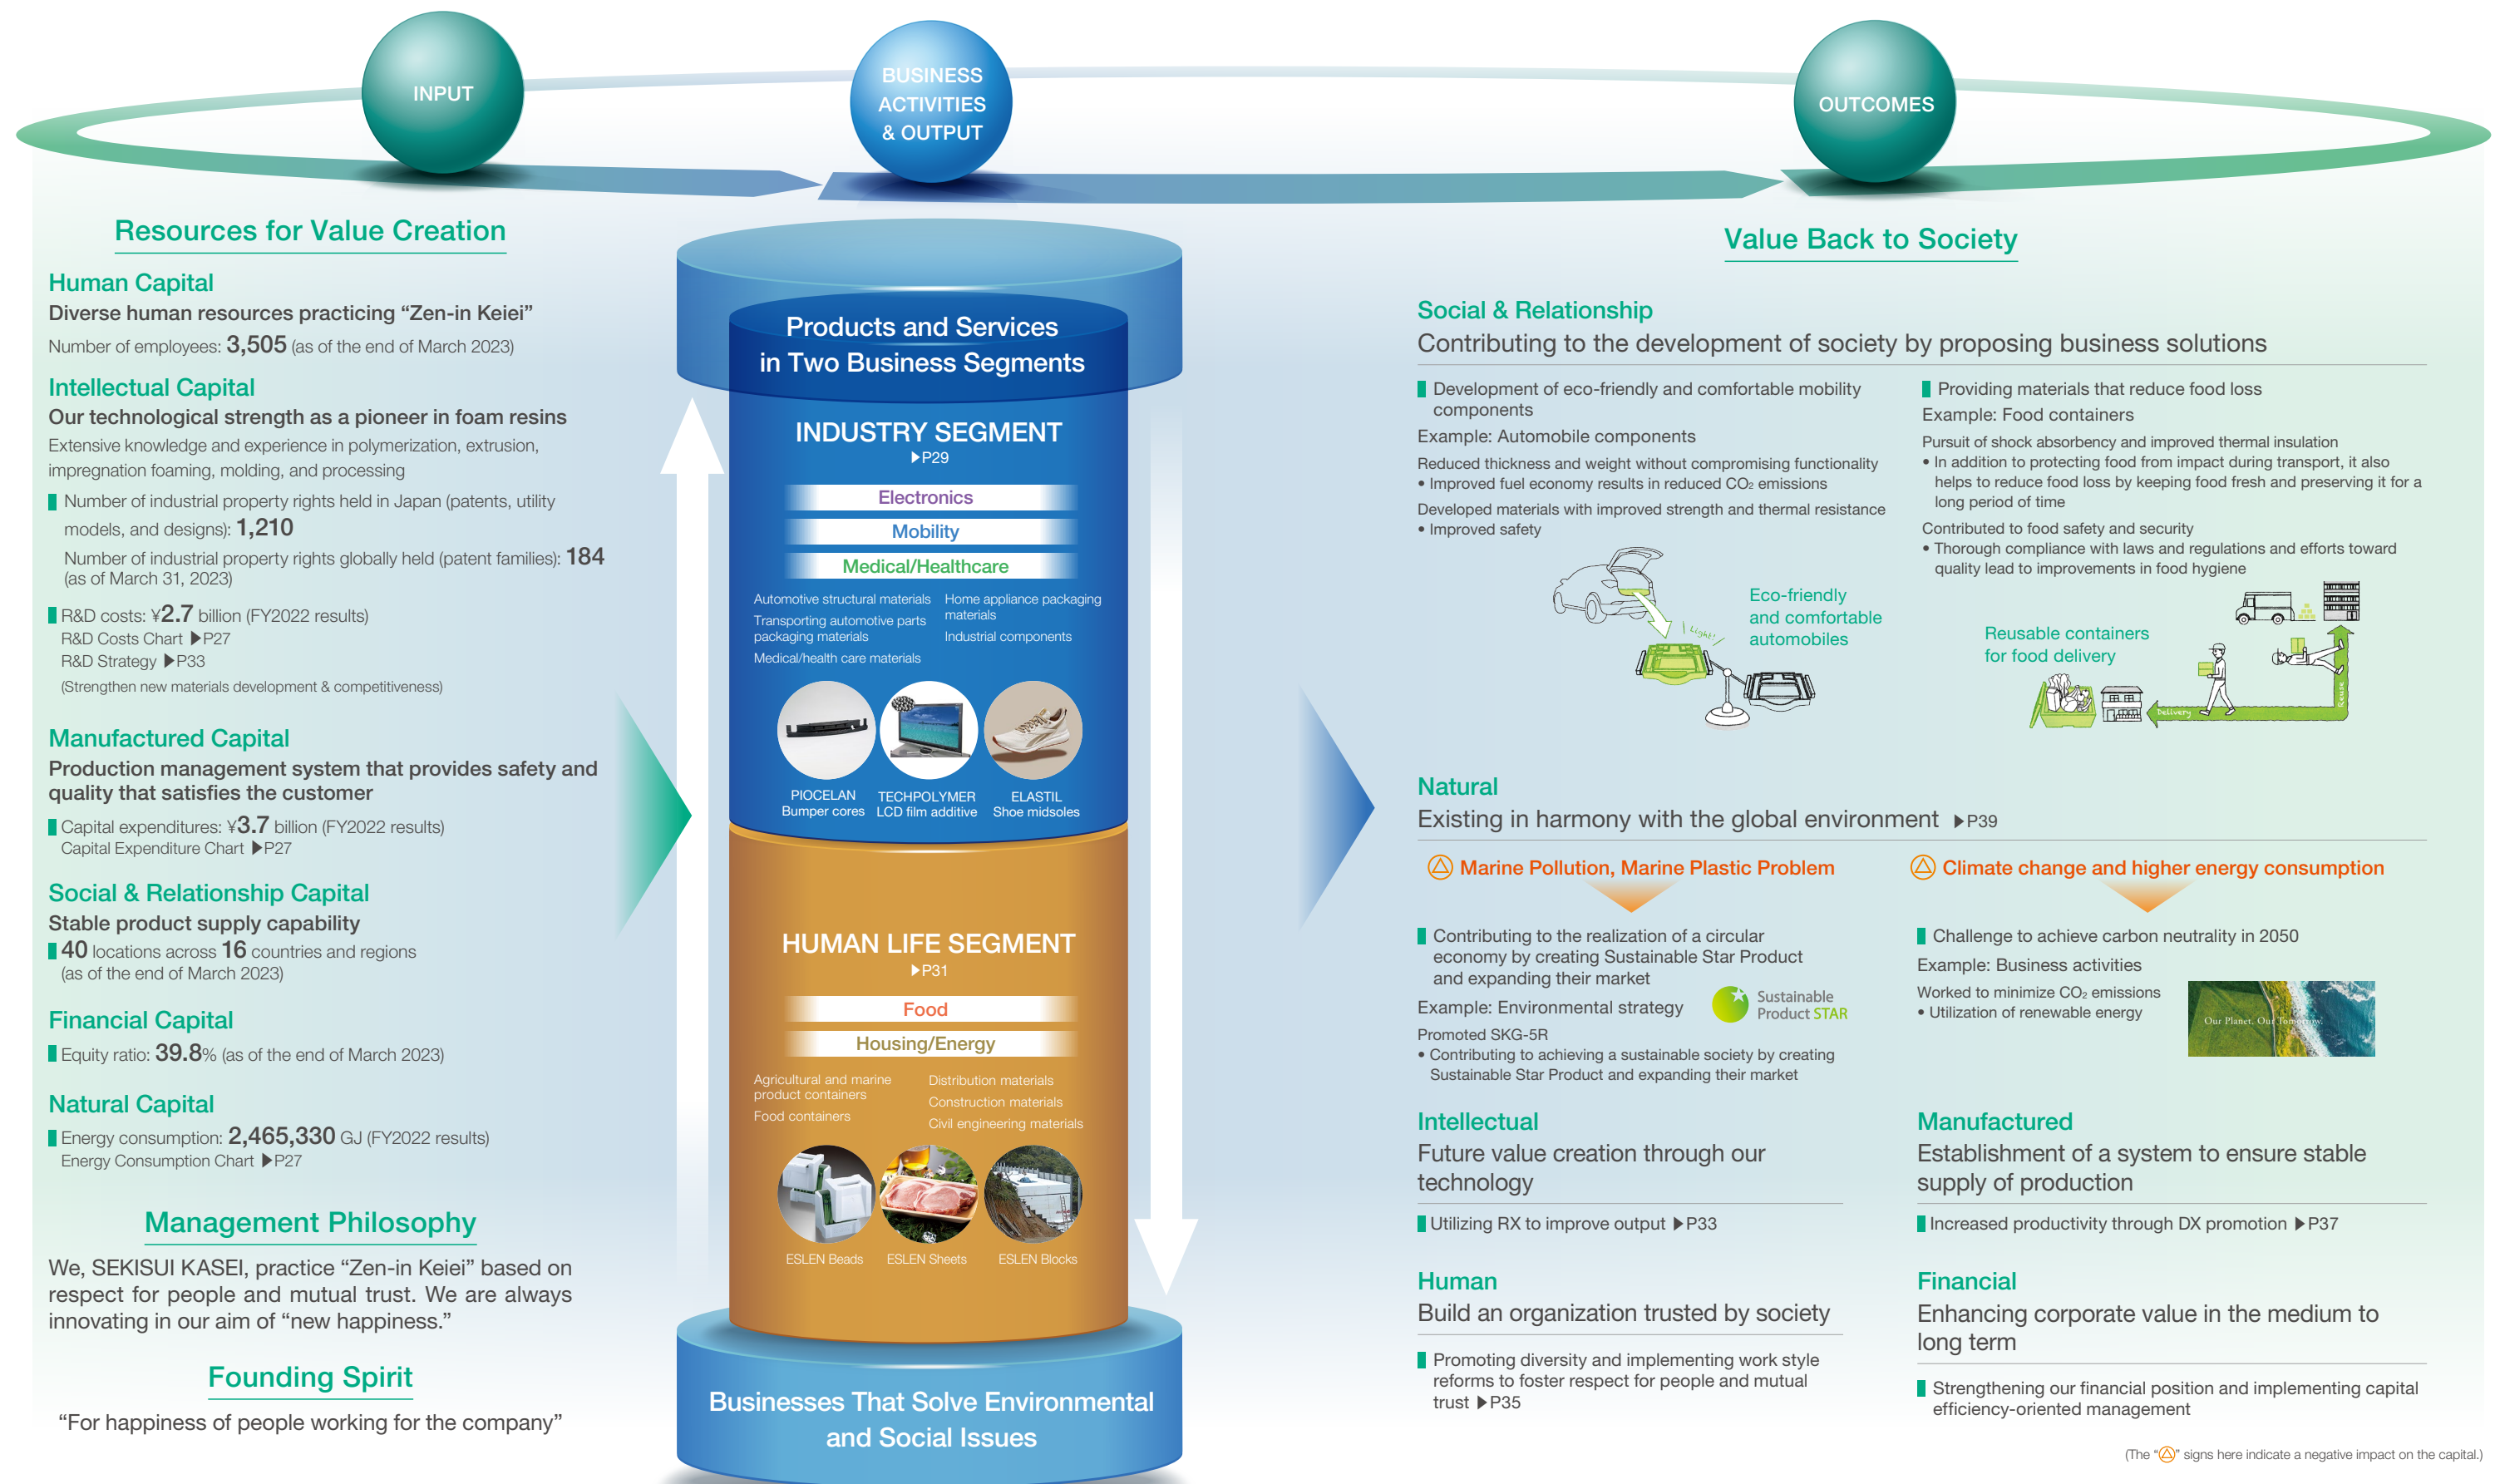 INPUT
BUSINESS
ACTIVITIES
& OUTPUT
OUTCOMES
Resources for Value Creation
Human Capital
Diverse human resources practicing “Zen-in Keiei”
Number of employees: 3,505 (as of the end of March 2023)
Intellectual Capital
Our technological strength as a pioneer in foam resins
Extensive knowledge and experience in polymerization, extrusion,
impregnation foaming, molding, and processing
Number of industrial property rights held in Japan (patents, utility
models, and designs): 1,210
Number of industrial property rights globally held (patent families): 184
(as of March 31, 2023)
R&D costs: ¥2.7 billion (FY2022 results)
R&D Costs Chart ▶P27
R&D Strategy ▶P33
(Strengthen new materials development & competitiveness)
Manufactured Capital
Production management system that provides safety and
quality that satisfies the customer
Capital expenditures: ¥3.7 billion (FY2022 results)
Capital Expenditure Chart ▶P27
Social & Relationship Capital
Stable product supply capability
40 locations across 16 countries and regions
(as of the end of March 2023)
Financial Capital
Equity ratio: 39.8% (as of the end of March 2023)
Natural Capital
Energy consumption: 2,465,330 GJ (FY2022 results)
Energy Consumption Chart ▶P27
Management Philosophy
We, SEKISUI KASEI, practice “Zen-in Keiei” based on
respect for people and mutual trust. We are always
innovating in our aim of “new happiness.”
Founding Spirit
“For happiness of people working for the company”
Products and Services
in Two Business Segments
INDUSTRY SEGMENT
▶P29
Electronics
Mobility
Medical/Healthcare
Automotive structural materials
Transporting automotive parts
packaging materials
Medical/health care materials
Home appliance packaging
materials
Industrial components
PIOCELAN
Bumper cores
TECHPOLYMER
LCD film additive
ELASTIL
Shoe midsoles
HUMAN LIFE SEGMENT
▶P31
Food
Housing/Energy
Agricultural and marine
product containers
Food containers
Distribution materials
Construction materials
Civil engineering materials
ESLEN Beads
ESLEN Sheets
ESLEN Blocks
Businesses That Solve Environmental
and Social Issues
Value Back to Society
Social & Relationship
Contributing to the development of society by proposing business solutions
Development of eco-friendly and comfortable mobility
components
Example: Automobile components
Reduced thickness and weight without compromising functionality
• Improved fuel economy results in reduced CO₂ emissions
Developed materials with improved strength and thermal resistance
• Improved safety
Light!
Eco-friendly
and comfortable
automobiles
Providing materials that reduce food loss
Example: Food containers
Pursuit of shock absorbency and improved thermal insulation
• In addition to protecting food from impact during transport, it also
helps to reduce food loss by keeping food fresh and preserving it for a
long period of time
Contributed to food safety and security
• Thorough compliance with laws and regulations and efforts toward
quality lead to improvements in food hygiene
Reusable containers
for food delivery
Delivery
Reuse
Natural
Existing in harmony with the global environment ▶P39
Marine Pollution, Marine Plastic Problem
Contributing to the realization of a circular
economy by creating Sustainable Star Product
and expanding their market
Example: Environmental strategy
Sustainable
Product STAR
Promoted SKG-5R
• Contributing to achieving a sustainable society by creating
Sustainable Star Product and expanding their market
Climate change and higher energy consumption
Challenge to achieve carbon neutrality in 2050
Example: Business activities
Worked to minimize CO₂ emissions
• Utilization of renewable energy
Our Planet. Our Tomorrow.
Intellectual
Future value creation through our
technology
Utilizing RX to improve output ▶P33
Manufactured
Establishment of a system to ensure stable
supply of production
Increased productivity through DX promotion ▶P37
Human
Build an organization trusted by society
Promoting diversity and implementing work style
reforms to foster respect for people and mutual
trust ▶P35
Financial
Enhancing corporate value in the medium to
long term
Strengthening our financial position and implementing capital
efficiency-oriented management
(The “△” signs here indicate a negative impact on the capital.)